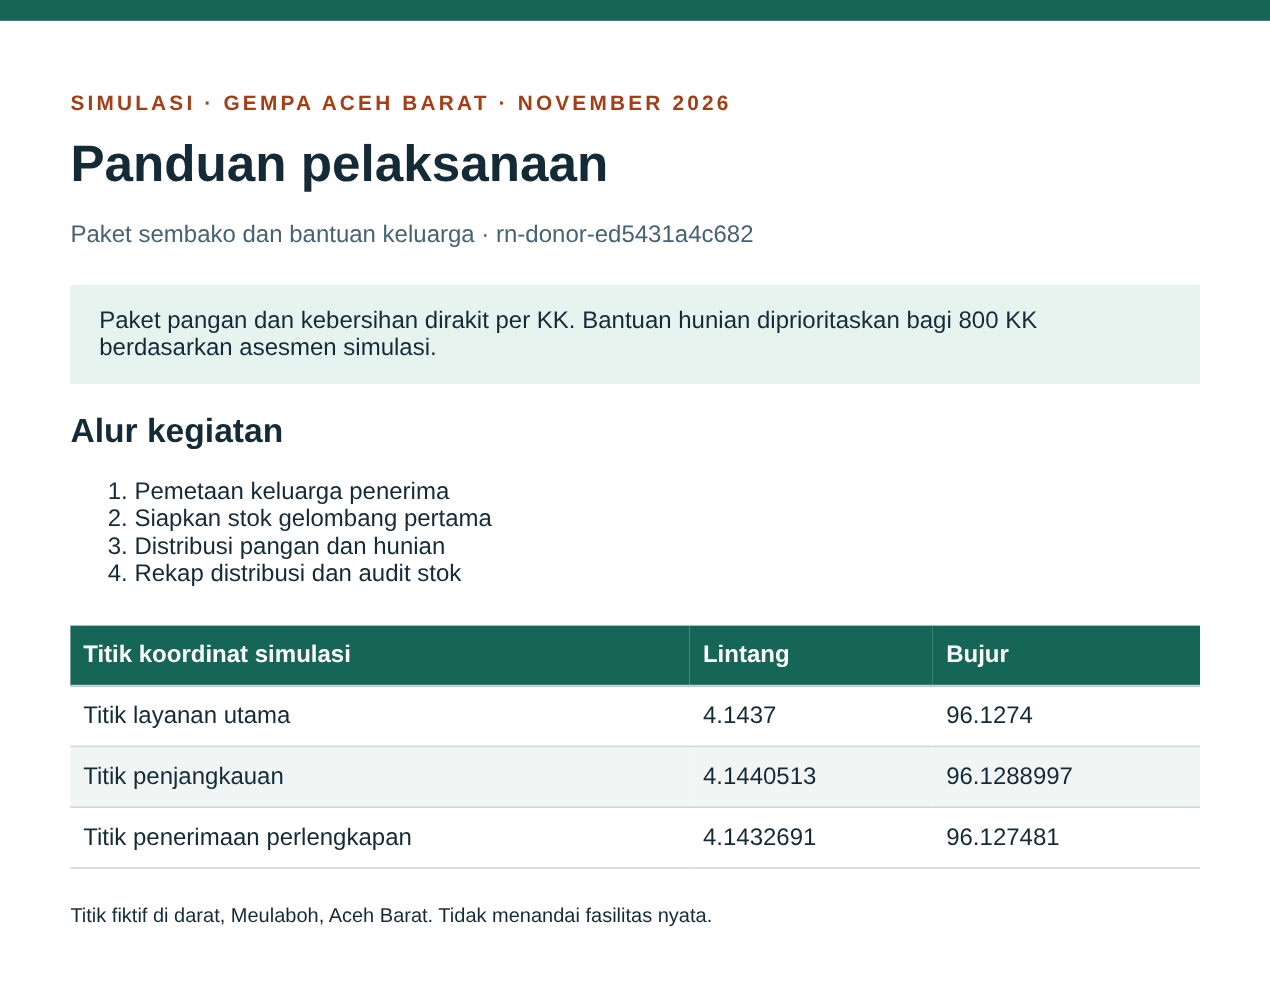 SIMULASI · GEMPA ACEH BARAT · NOVEMBER 2026
Panduan pelaksanaan
Paket sembako dan bantuan keluarga · rn-donor-ed5431a4c682
Paket pangan dan kebersihan dirakit per KK. Bantuan hunian diprioritaskan bagi 800 KK
berdasarkan asesmen simulasi.
Alur kegiatan
1. Pemetaan keluarga penerima
2. Siapkan stok gelombang pertama
3. Distribusi pangan dan hunian
4. Rekap distribusi dan audit stok
Titik koordinat simulasi Lintang Bujur
Titik layanan utama 4.1437 96.1274
Titik penjangkauan 4.1440513 96.1288997
Titik penerimaan perlengkapan 4.1432691 96.127481
Titik fiktif di darat, Meulaboh, Aceh Barat. Tidak menandai fasilitas nyata.